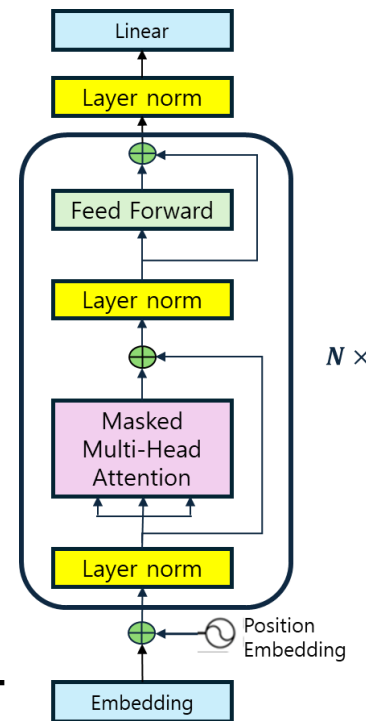 Linear
Layer norm
Feed Forward
Layer norm
N ×
Masked
Multi-Head
Attention
Layer norm
Position
Embedding
Embedding